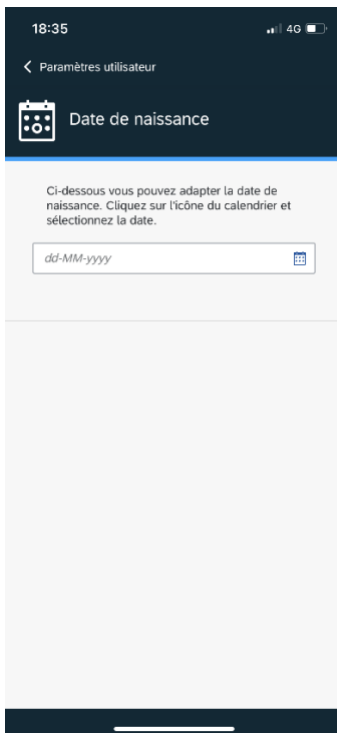 18:35
4G
Paramètres utilisateur
Date de naissance
Ci-dessous vous pouvez adapter la date de
naissance. Cliquez sur l'icône du calendrier et
sélectionnez la date.
dd-MM-yyyy